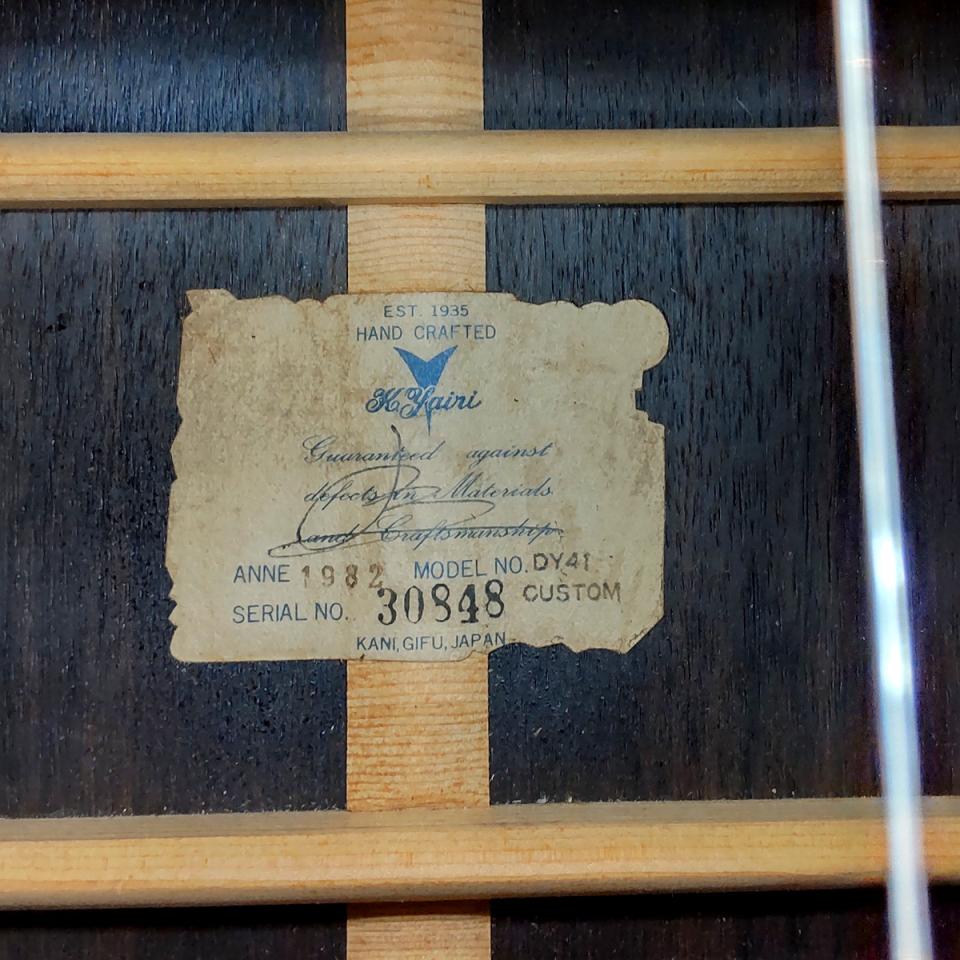 EST. 1935
HAND CRAFTED
K.Yairi
Guaranteed against
defects in Materials
and Craftsmanship.
ANNE 1982 MODEL NO. DY41
SERIAL NO. 30848 CUSTOM
KANI, GIFU, JAPAN